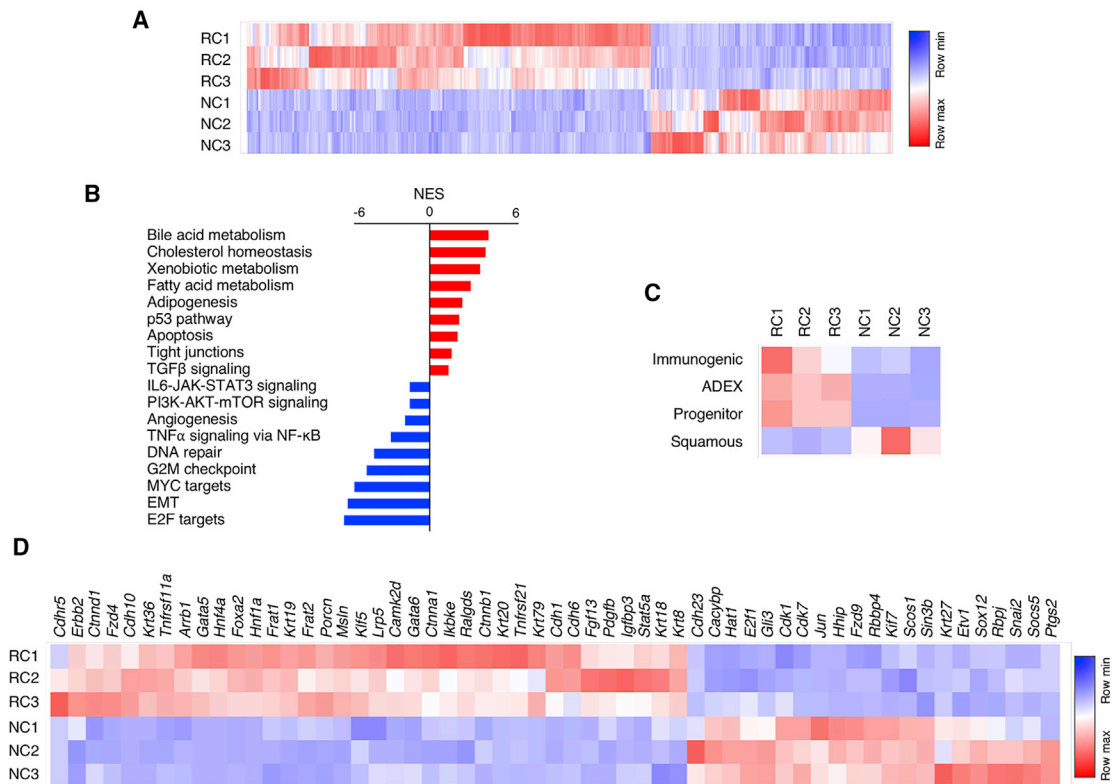 A
RC1
RC2
RC3
NC1
NC2
NC3
Row min
Row max
B
NES
-6 0 6
Bile acid metabolism
Cholesterol homeostasis
Xenobiotic metabolism
Fatty acid metabolism
Adipogenesis
p53 pathway
Apoptosis
Tight junctions
TGFβ signaling
IL6-JAK-STAT3 signaling
PI3K-AKT-mTOR signaling
Angiogenesis
TNFα signaling via NF-κB
DNA repair
G2M checkpoint
MYC targets
EMT
E2F targets
C
RC1 RC2 RC3 NC1 NC2 NC3
Immunogenic
ADEX
Progenitor
Squamous
D
Cdhr5 Erbb2 Ctnnd1 Fzd4 Cdh10 Krt36 Tnfrsf11a Arrb1 Gata5 Hnf4a Foxa2 Hnf1a Frat1 Krt19 Frat2 Porcn Msln Klf5 Lrp5 Camk2d Gata6 Ctnna1 Ikbke Ralgds Ctnnb1 Krt20 Tnfrsf21 Krt79 Cdh1 Cdh6 Fgf13 Pdgfb Igfbp3 Stat5a Krt18 Krt8 Cdh23 Cacybp Hat1 E2f1 Gli3 Cdk1 Cdk7 Jun Hhip Fzd9 Rbbp4 Klf7 Scos1 Sin3b Krt27 Etv1 Sox12 Rbpj Snai2 Socs5 Ptgs2
RC1
RC2
RC3
NC1
NC2
NC3
Row min
Row max